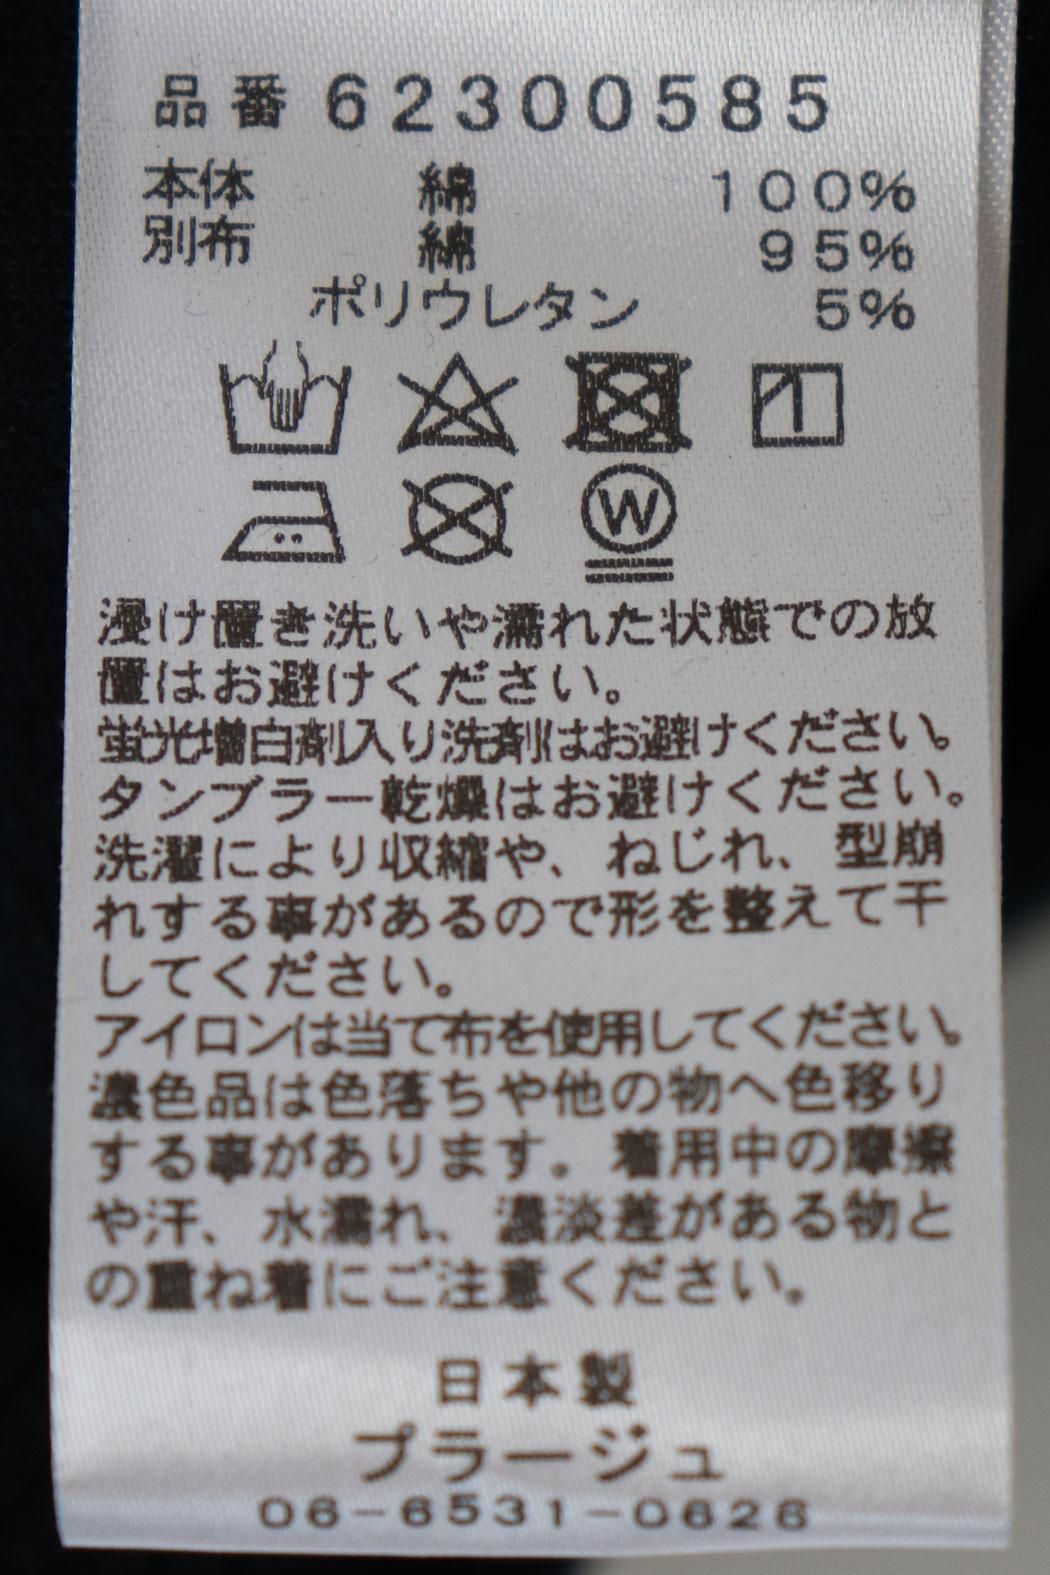 品番 62300585
本体 綿 100%
別布 綿 95%
ポリウレタン 5%
W
浸け置き洗いや濡れた状態での放
置はお避けください。
蛍光増白剤入り洗剤はお避けください。
タンブラー乾燥はお避けください。
洗濯により収縮や、ねじれ、型崩
れする事があるので形を整えて干
してください。
アイロンは当て布を使用してください。
濃色品は色落ちや他の物へ色移り
する事があります。着用中の摩擦
や汗、水濡れ、濃淡差がある物と
の重ね着にご注意ください。
日本製
プラージュ
06-6531-0626